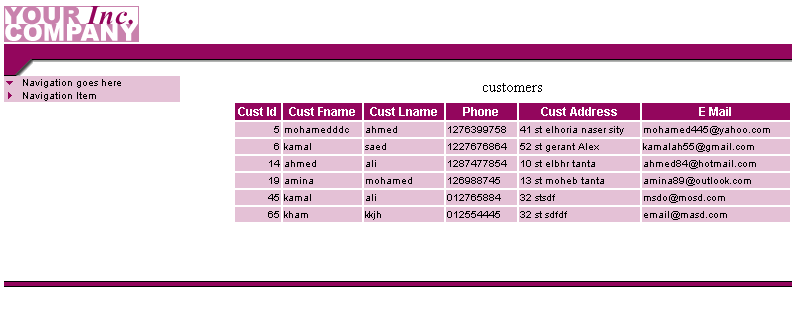 YOUR Inc,
COMPANY
Navigation goes here
Navigation Item
customers
Cust Id Cust Fname Cust Lname Phone Cust Address E Mail
5 mohamedddc ahmed 1276399758 41 st elhoria naser sity mohamed445@yahoo.com
6 kamal saed 1227676864 52 st gerant Alex kamalah55@gmail.com
14 ahmed ali 1287477854 10 st elbhr tanta ahmed84@hotmail.com
19 amina mohamed 126988745 13 st moheb tanta amina89@outlook.com
45 kamal ali 012765884 32 stsdf msdo@mosd.com
65 kham kkjh 012554445 32 st sdfdf email@masd.com